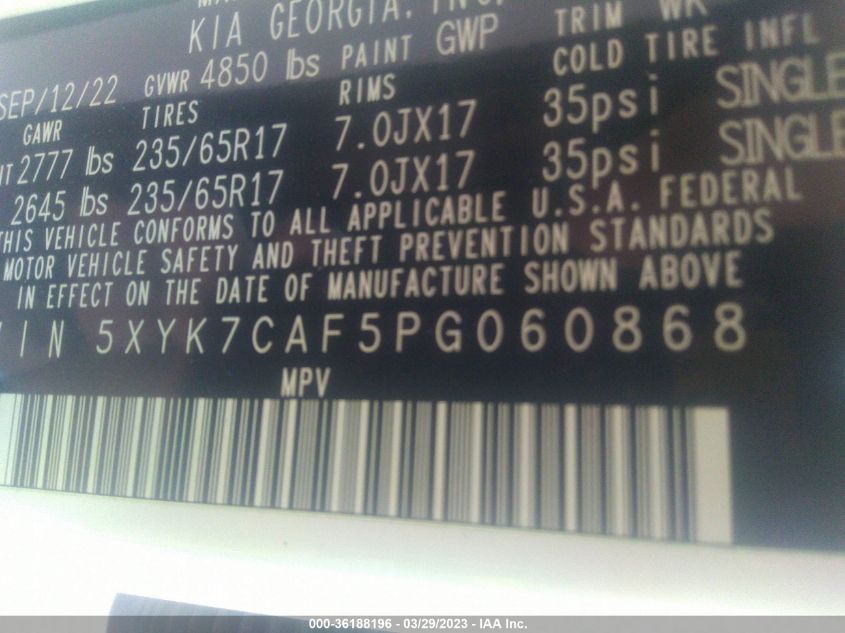 KIA GEORGIA, INC.
SEP/12/22 GVWR 4850 lbs PAINT GWP TRIM WK
GAWR TIRES RIMS COLD TIRE INFL
2777 lbs 235/65R17 7.0JX17 35psi SINGLE
2645 lbs 235/65R17 7.0JX17 35psi SINGLE
THIS VEHICLE CONFORMS TO ALL APPLICABLE U.S.A. FEDERAL
MOTOR VEHICLE SAFETY AND THEFT PREVENTION STANDARDS
IN EFFECT ON THE DATE OF MANUFACTURE SHOWN ABOVE
VIN 5XYK7CAF5PG060868
MPV
000-36188196 - 03/29/2023 - IAA Inc.